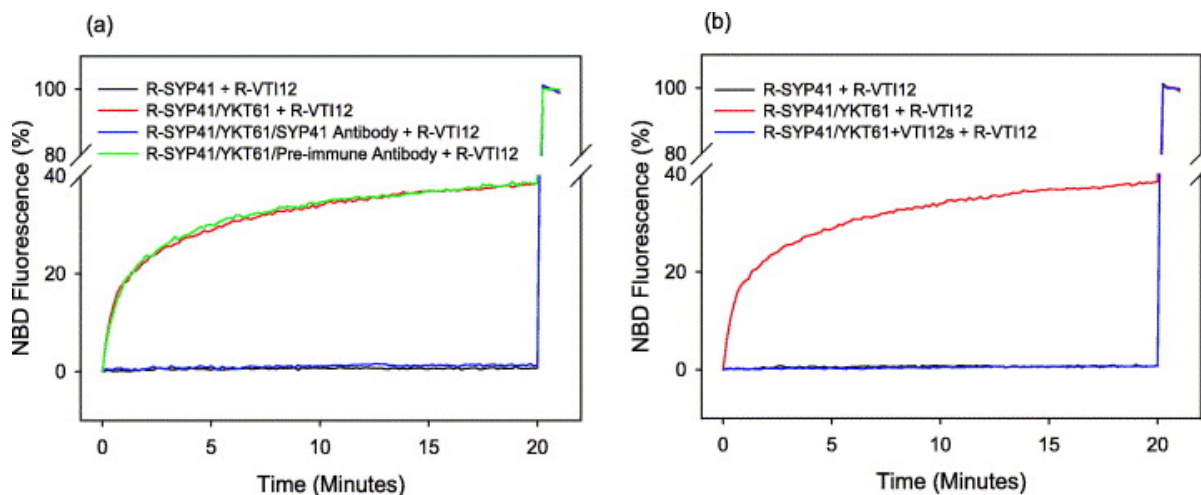 (a)
R-SYP41 + R-VTI12
R-SYP41/YKT61 + R-VTI12
R-SYP41/YKT61/SYP41 Antibody + R-VTI12
R-SYP41/YKT61/Pre-immune Antibody + R-VTI12
NBD Fluorescence (%)
100
80
40
20
0
0 5 10 15 20
Time (Minutes)
(b)
R-SYP41 + R-VTI12
R-SYP41/YKT61 + R-VTI12
R-SYP41/YKT61+VTI12s + R-VTI12
NBD Fluorescence (%)
100
80
40
20
0
0 5 10 15 20
Time (Minutes)